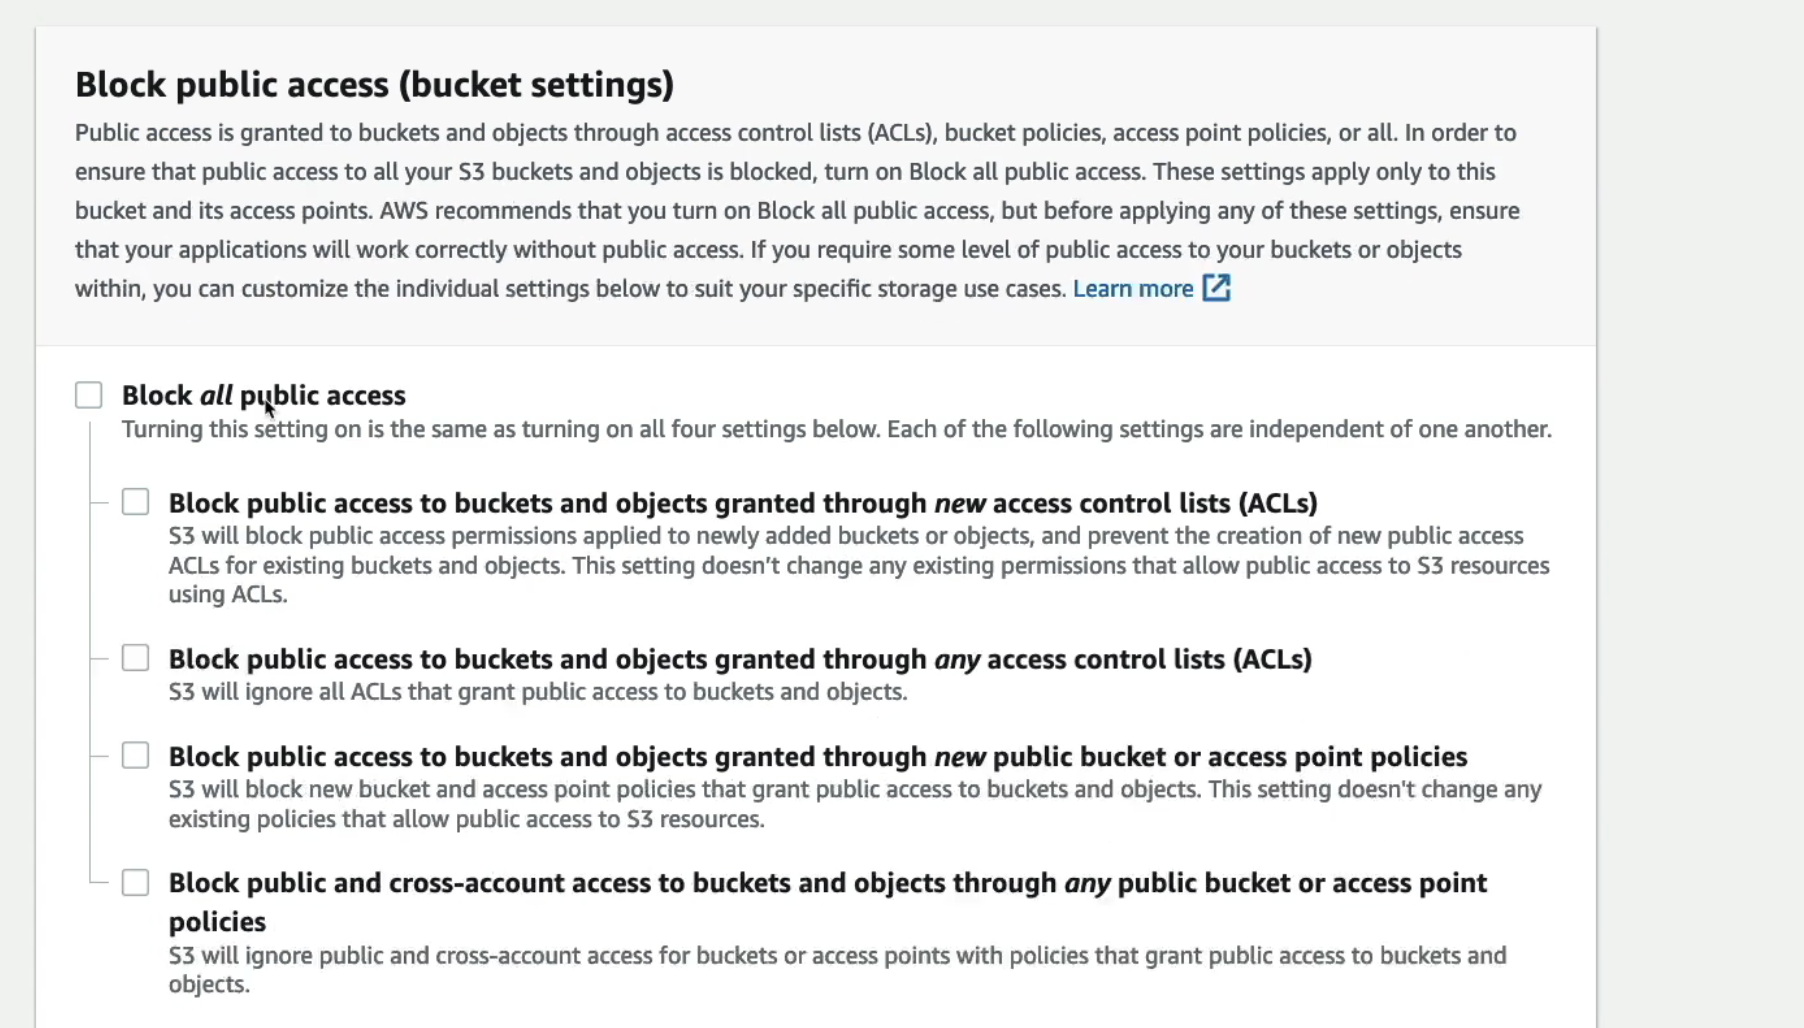 Block public access (bucket settings)
Public access is granted to buckets and objects through access control lists (ACLs), bucket policies, access point policies, or all. In order to
ensure that public access to all your S3 buckets and objects is blocked, turn on Block all public access. These settings apply only to this
bucket and its access points. AWS recommends that you turn on Block all public access, but before applying any of these settings, ensure
that your applications will work correctly without public access. If you require some level of public access to your buckets or objects
within, you can customize the individual settings below to suit your specific storage use cases. Learn more
Block all public access
Turning this setting on is the same as turning on all four settings below. Each of the following settings are independent of one another.
Block public access to buckets and objects granted through new access control lists (ACLs)
S3 will block public access permissions applied to newly added buckets or objects, and prevent the creation of new public access
ACLs for existing buckets and objects. This setting doesn't change any existing permissions that allow public access to S3 resources
using ACLs.
Block public access to buckets and objects granted through any access control lists (ACLs)
S3 will ignore all ACLs that grant public access to buckets and objects.
Block public access to buckets and objects granted through new public bucket or access point policies
S3 will block new bucket and access point policies that grant public access to buckets and objects. This setting doesn't change any
existing policies that allow public access to S3 resources.
Block public and cross-account access to buckets and objects through any public bucket or access point
policies
S3 will ignore public and cross-account access for buckets or access points with policies that grant public access to buckets and
objects.